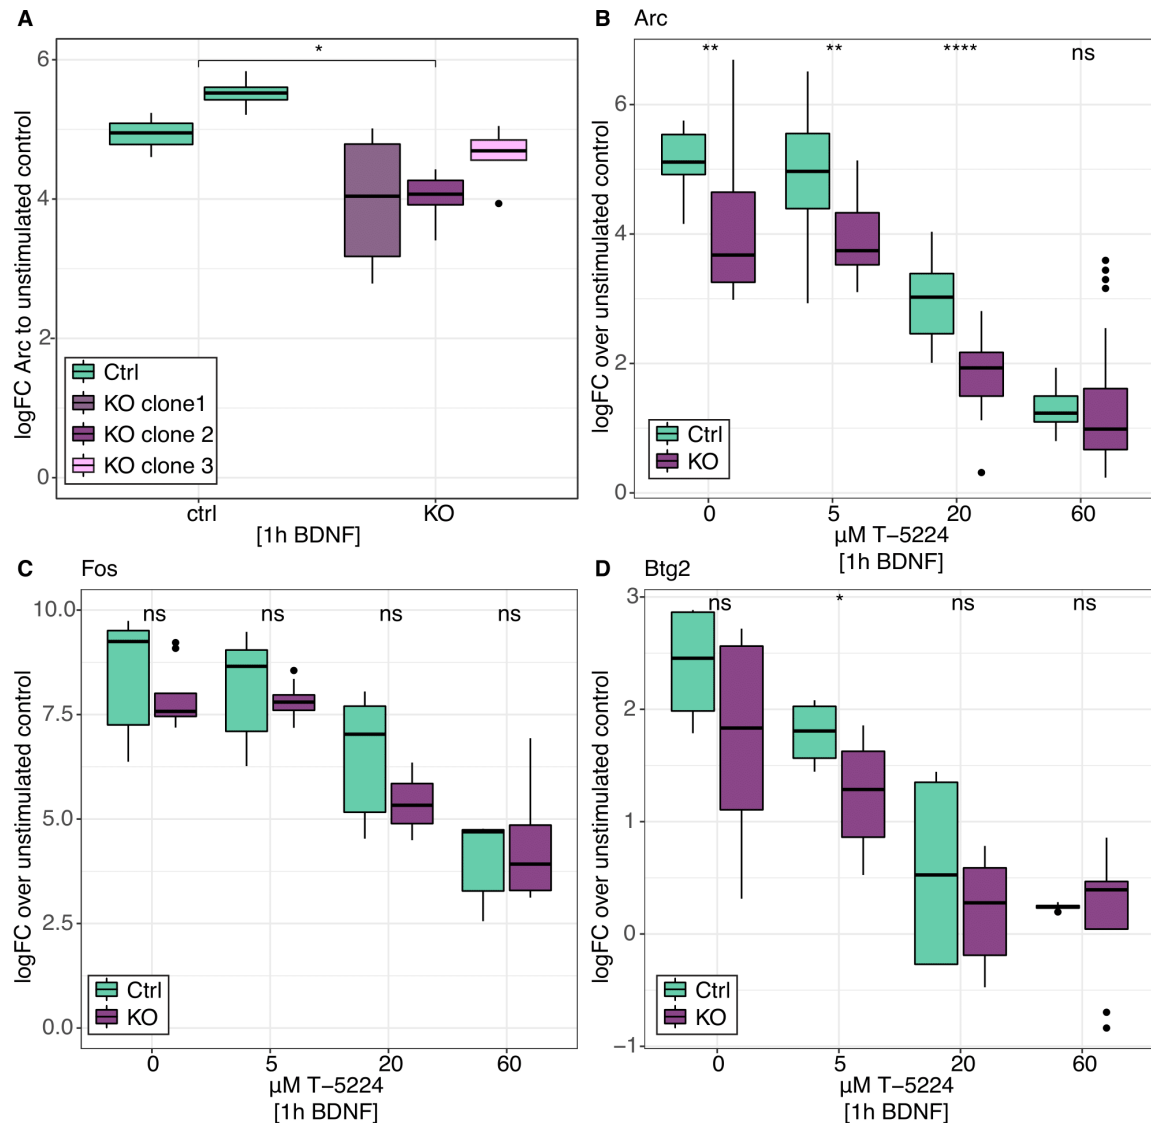 A
logFC Arc to unstimulated control
6
4
2
0
*
Ctrl
KO clone1
KO clone 2
KO clone 3
ctrl
KO
[1h BDNF]
B
Arc
logFC over unstimulated control
6
4
2
0
**
**
****
ns
Ctrl
KO
0
5
20
60
µM T−5224
[1h BDNF]
C
Fos
logFC over unstimulated control
10.0
7.5
5.0
2.5
0.0
ns
ns
ns
ns
Ctrl
KO
0
5
20
60
µM T−5224
[1h BDNF]
D
Btg2
logFC over unstimulated control
3
2
1
0
−1
ns
*
ns
ns
Ctrl
KO
0
5
20
60
µM T−5224
[1h BDNF]